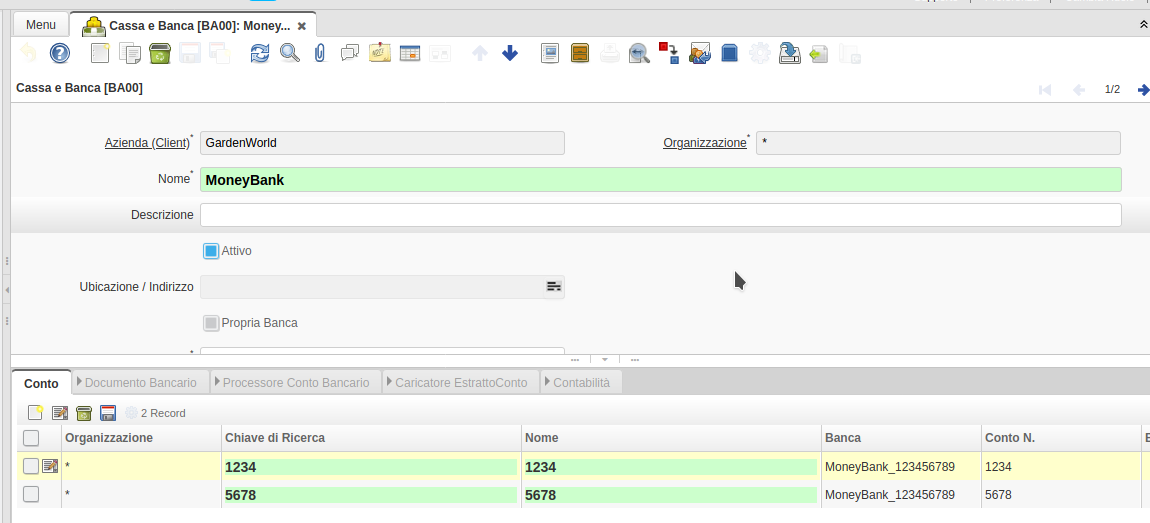 Menu
Cassa e Banca [BA00]: Money...
Cassa e Banca [BA00]
1/2
Azienda (Client)* GardenWorld
Organizzazione* *
Nome* MoneyBank
Descrizione
Attivo
Ubicazione / Indirizzo
Propria Banca
*
Conto Documento Bancario Processore Conto Bancario Caricatore EstrattoConto Contabilità
2 Record
Organizzazione Chiave di Ricerca Nome Banca Conto N.
* 1234 1234 MoneyBank_123456789 1234
* 5678 5678 MoneyBank_123456789 5678